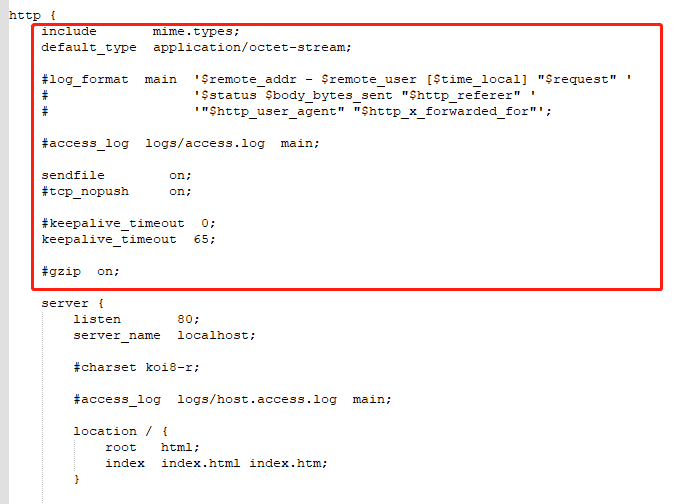 http {
    include       mime.types;
    default_type  application/octet-stream;
    #log_format  main  '$remote_addr - $remote_user [$time_local] "$request" '
    #                  '$status $body_bytes_sent "$http_referer" '
    #                  '"$http_user_agent" "$http_x_forwarded_for"';
    #access_log  logs/access.log  main;
    sendfile        on;
    #tcp_nopush     on;
    #keepalive_timeout  0;
    keepalive_timeout  65;
    #gzip  on;
    server {
        listen       80;
        server_name  localhost;
        #charset koi8-r;
        #access_log  logs/host.access.log  main;
        location / {
            root   html;
            index  index.html index.htm;
        }